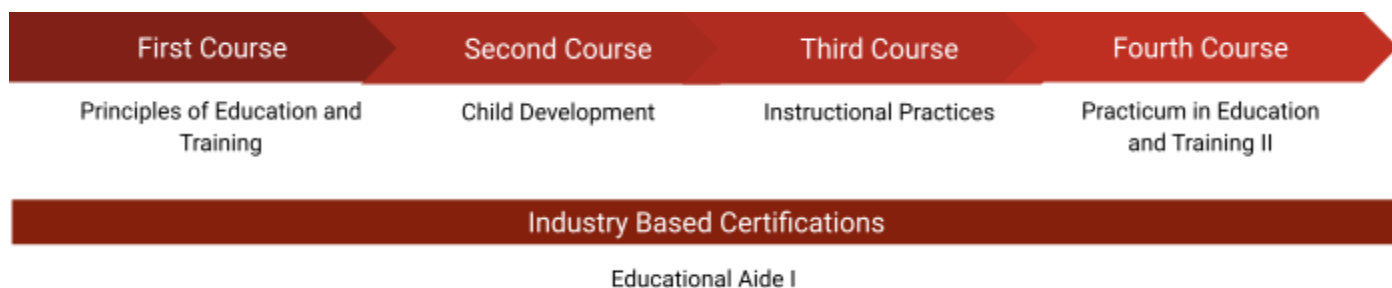 First Course
Second Course
Third Course
Fourth Course
Principles of Education and
Training
Child Development
Instructional Practices
Practicum in Education
and Training II
Industry Based Certifications
Educational Aide I